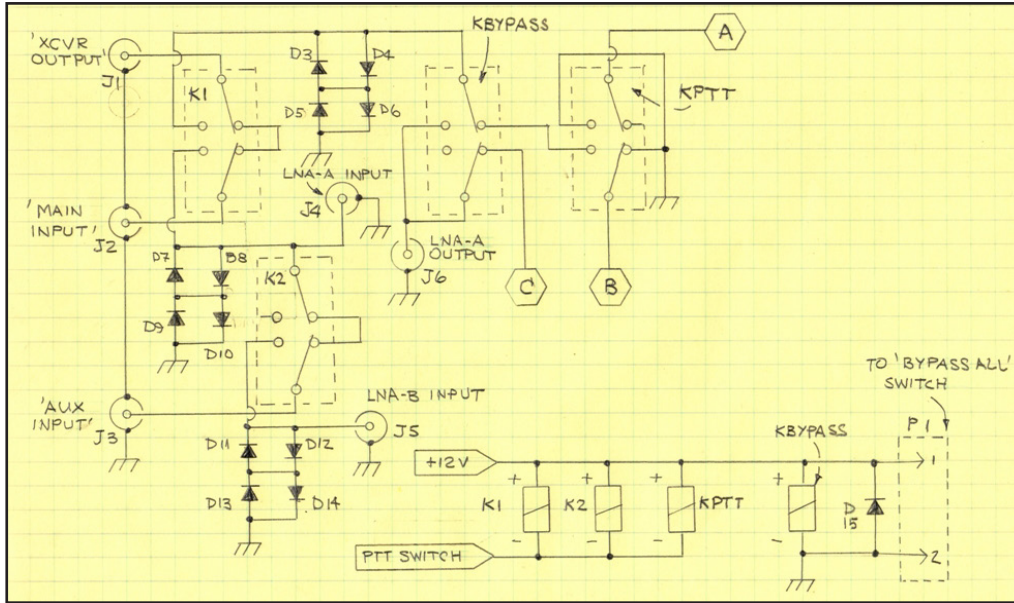 'XCVR
OUTPUT'
J1
K1
D3
D4
D5
D6
KBYPASS
A
KPTT
LNA-A INPUT
J4
'MAIN
INPUT'
J2
D7
B8
K2
LNA-A
OUTPUT
J6
C
B
D9
D10
'AUX
INPUT'
J3
LNA-B INPUT
J5
D11
D12
D13
D14
TO 'BYPASS ALL'
SWITCH
P1
KBYPASS
+12V
1
+
+
+
+
K1
K2
KPTT
D
15
-
-
-
-
PTT SWITCH
2